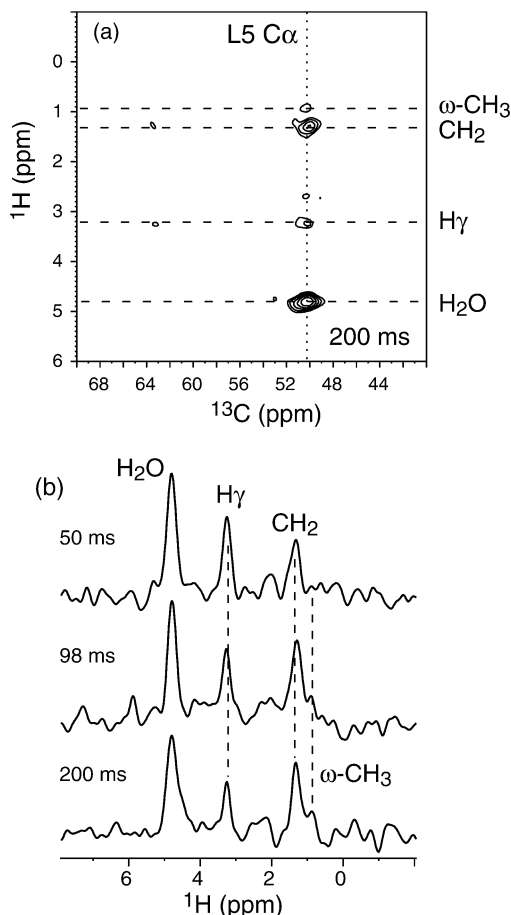 (a)
L5 Cα
0
1
2
3
4
5
6
¹H (ppm)
ω-CH₃
CH₂
Hγ
H₂O
200 ms
68 64 60 56 52 48 44
¹³C (ppm)
(b)
H₂O
Hγ
CH₂
50 ms
98 ms
200 ms
ω-CH₃
6 4 2 0
¹H (ppm)